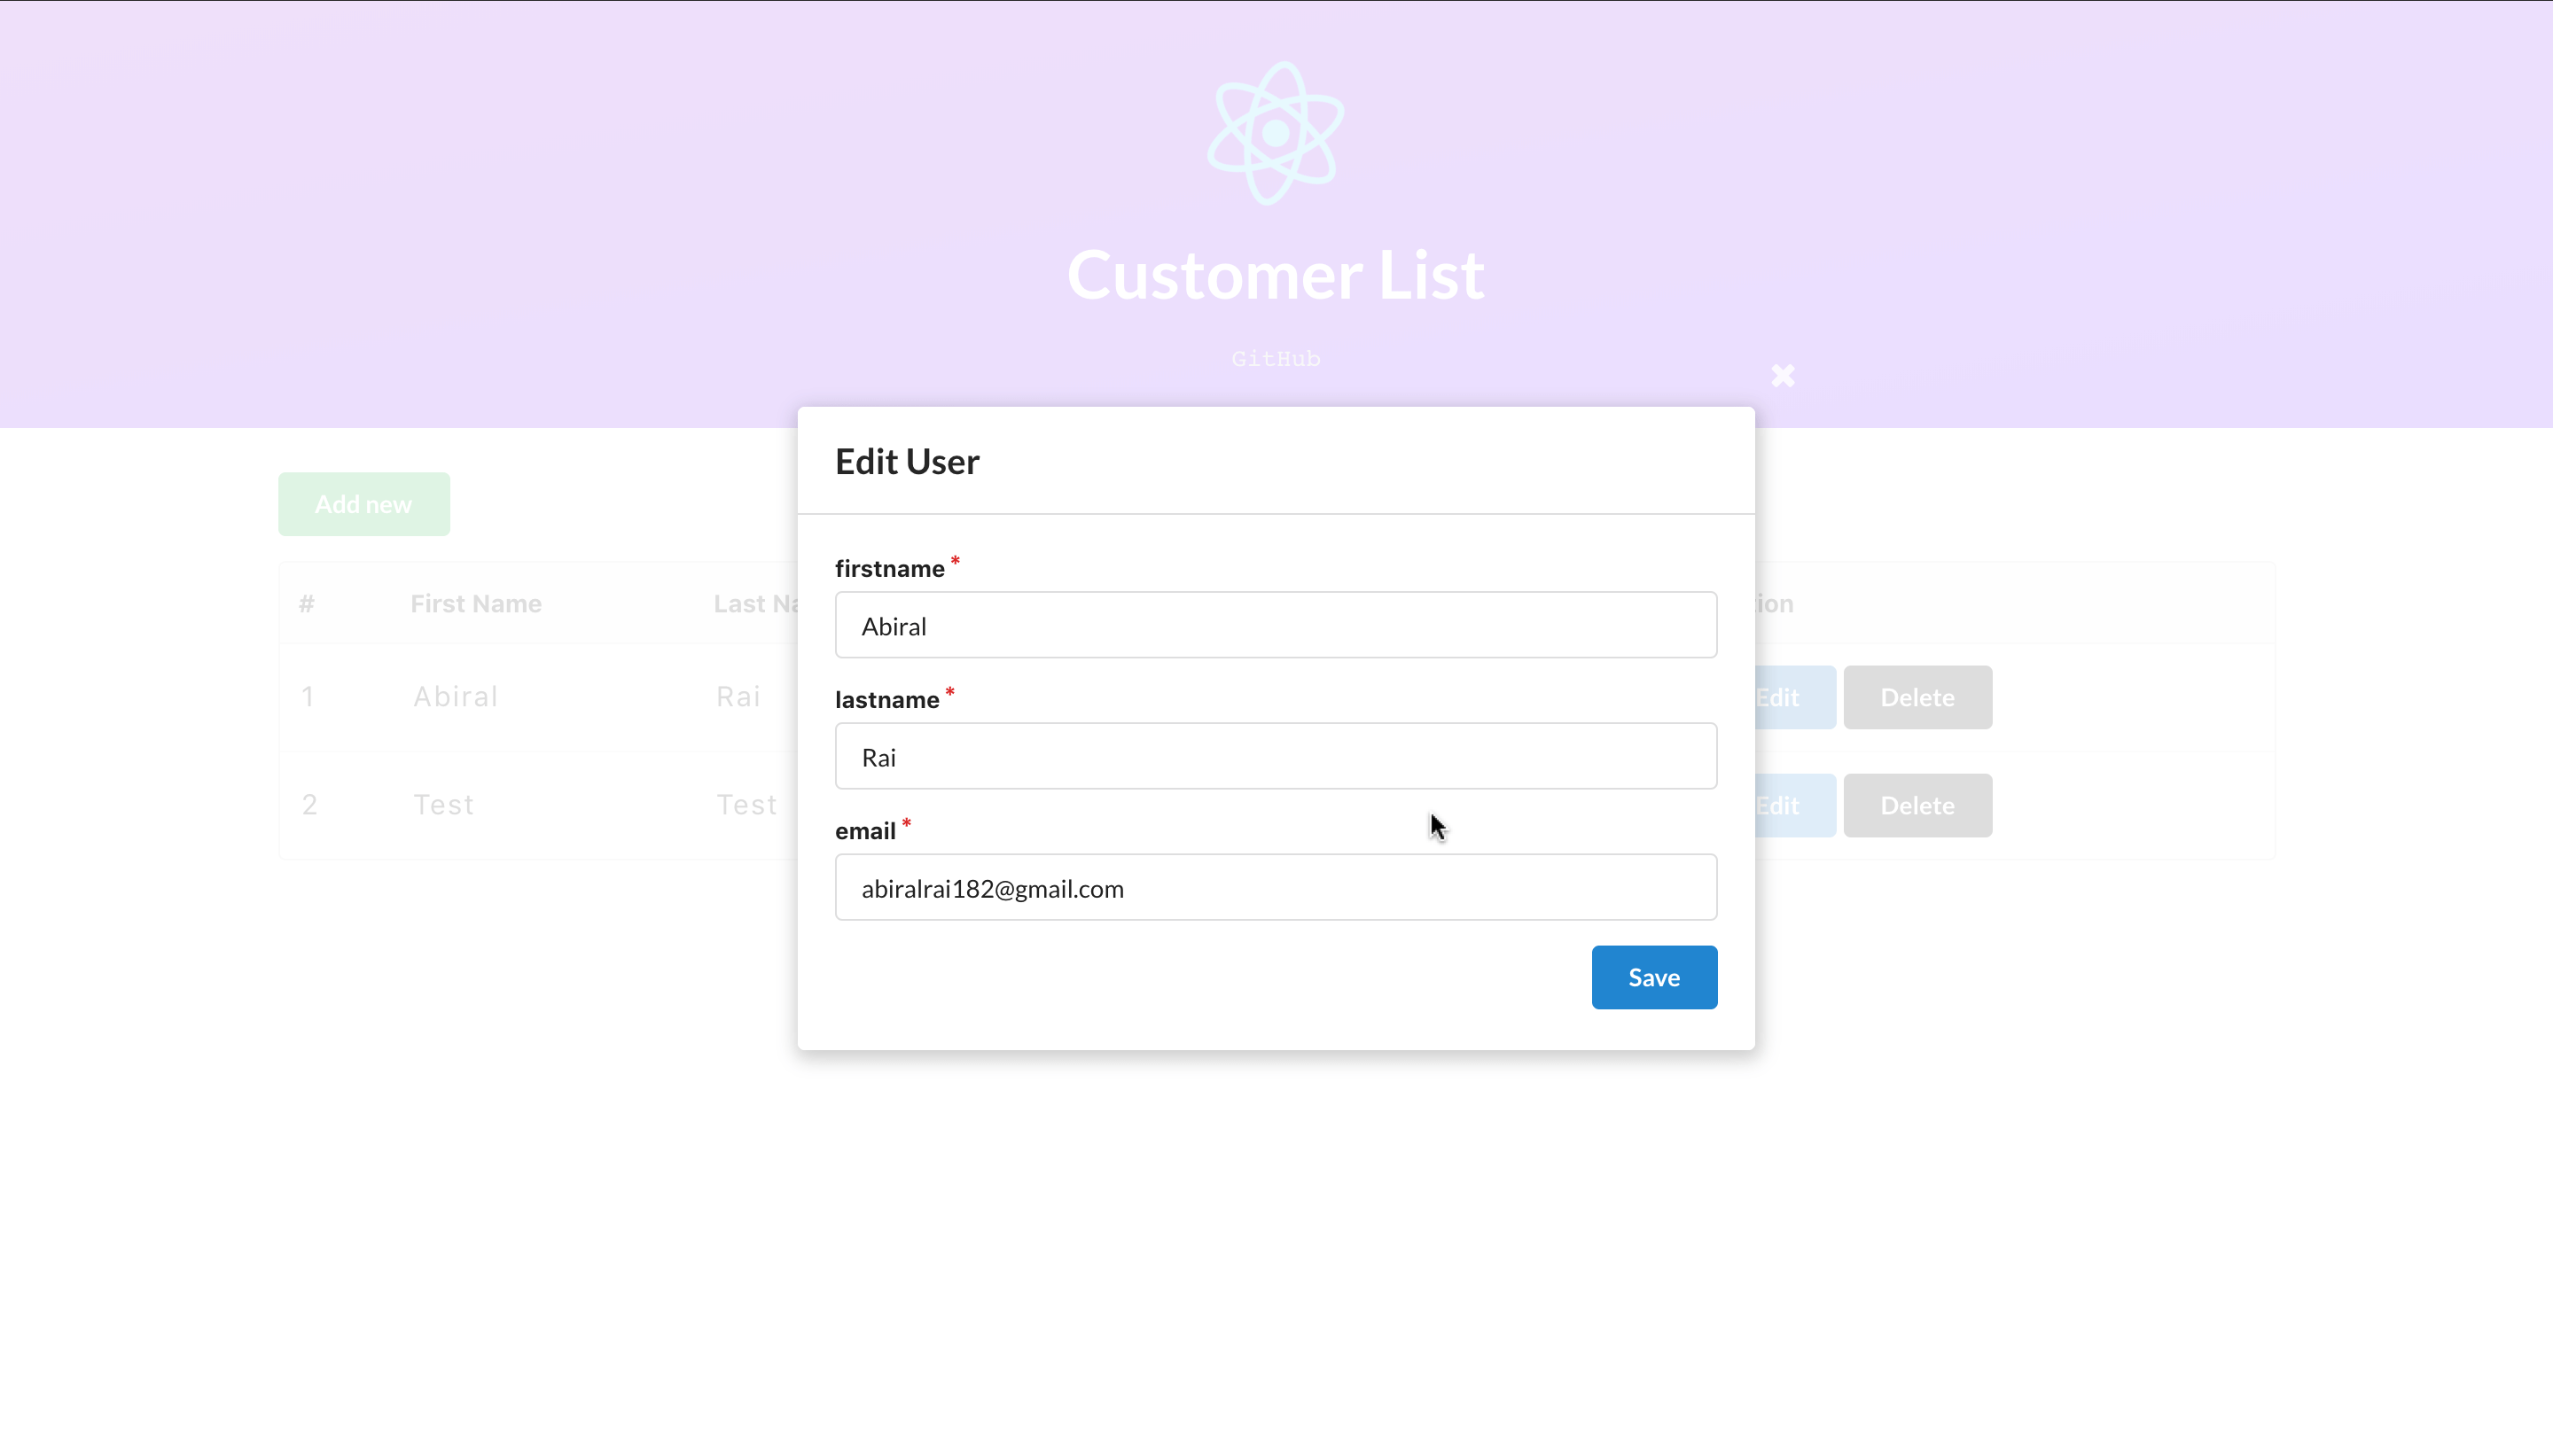 Customer List
GitHub
Add new
# First Name Last Na tion
1 Abiral Rai Edit Delete
2 Test Test Edit Delete
Edit User
firstname *
Abiral
lastname *
Rai
email *
abiralrai182@gmail.com
Save